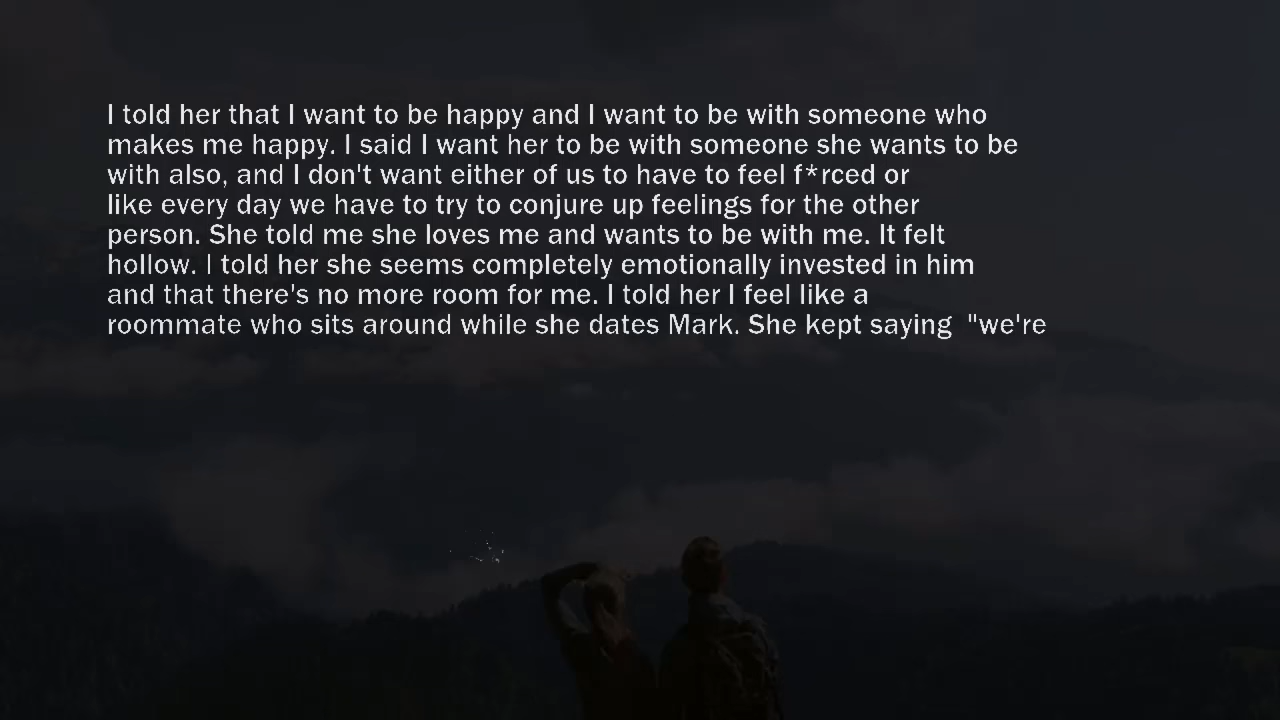 I told her that I want to be happy and I want to be with someone who
makes me happy. I said I want her to be with someone she wants to be
with also, and I don't want either of us to have to feel f*rced or
like every day we have to try to conjure up feelings for the other
person. She told me she loves me and wants to be with me. It felt
hollow. I told her she seems completely emotionally invested in him
and that there's no more room for me. I told her I feel like a
roommate who sits around while she dates Mark. She kept saying  "we're